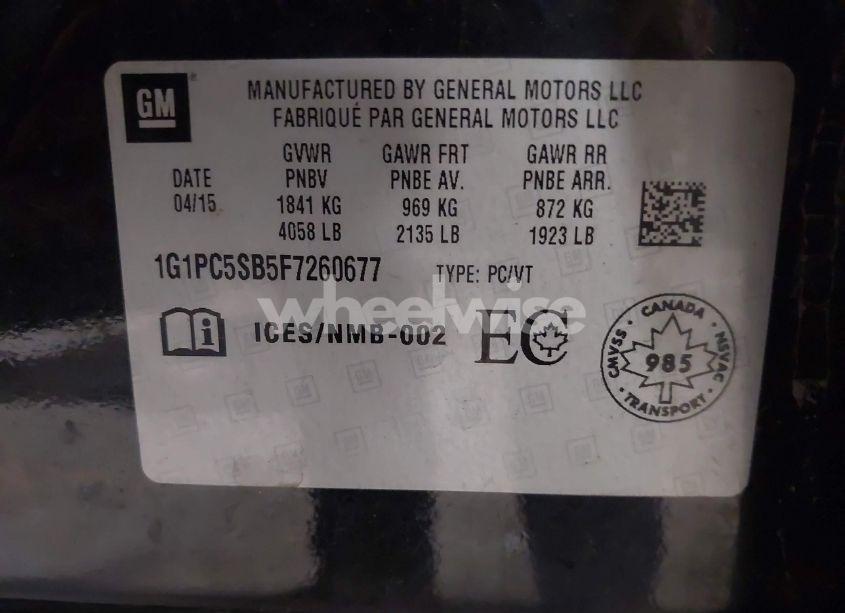 GM
MANUFACTURED BY GENERAL MOTORS LLC
FABRIQUÉ PAR GENERAL MOTORS LLC
DATE
04/15
GVWR
PNBV
1841 KG
4058 LB
GAWR FRT
PNBE AV.
969 KG
2135 LB
GAWR RR
PNBE ARR.
872 KG
1923 LB
1G1PC5SB5F7260677
TYPE: PC/VT
wheelwise
i
ICES/NMB-002
EC
CANADA
CMVSS
NSVAC
985
TRANSPORT